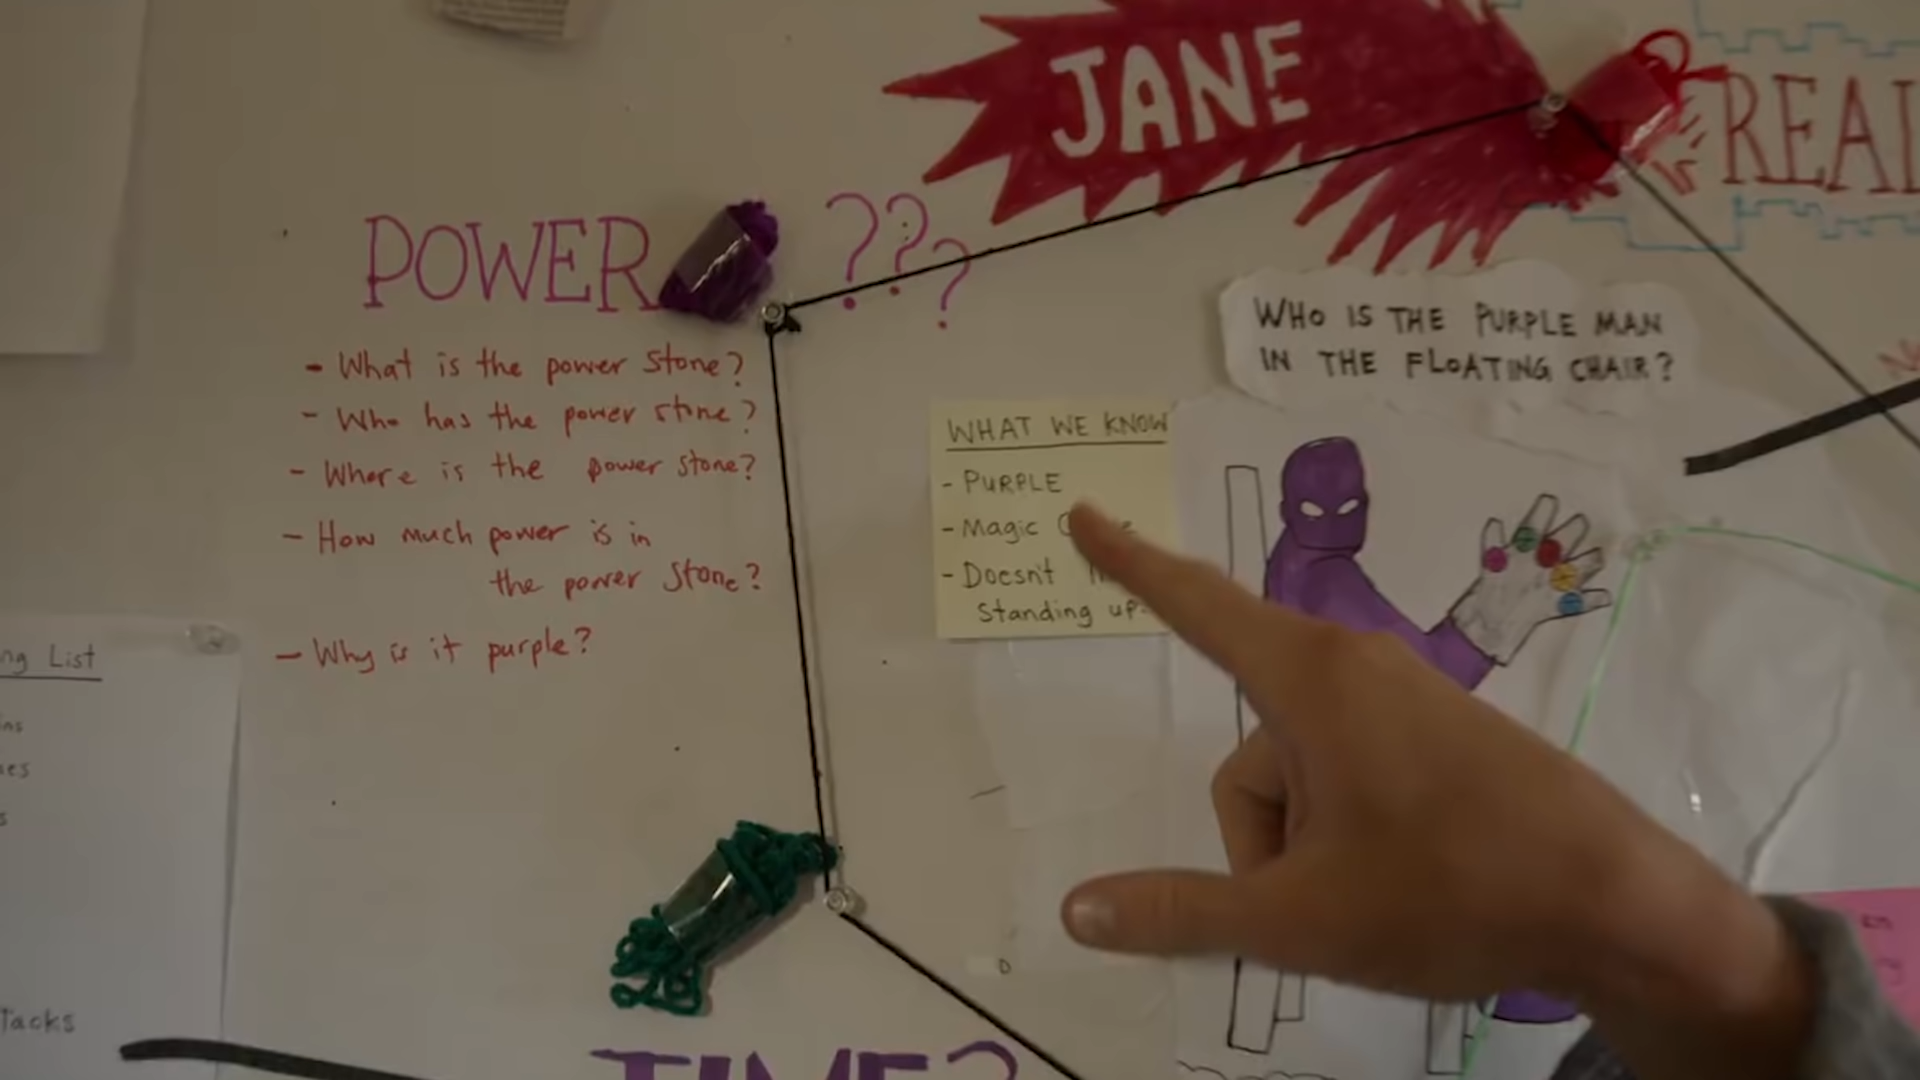 JANE
REAL
POWER ???
- What is the power stone?
- Who has the power stone?
- Where is the power stone?
- How much power is in
the power stone?
- Why is it purple?
WHO IS THE PURPLE MAN
IN THE FLOATING CHAIR?
WHAT WE KNOW
- PURPLE
- Magic
- Doesn't
Standing up.
List
Tacks
TIME?